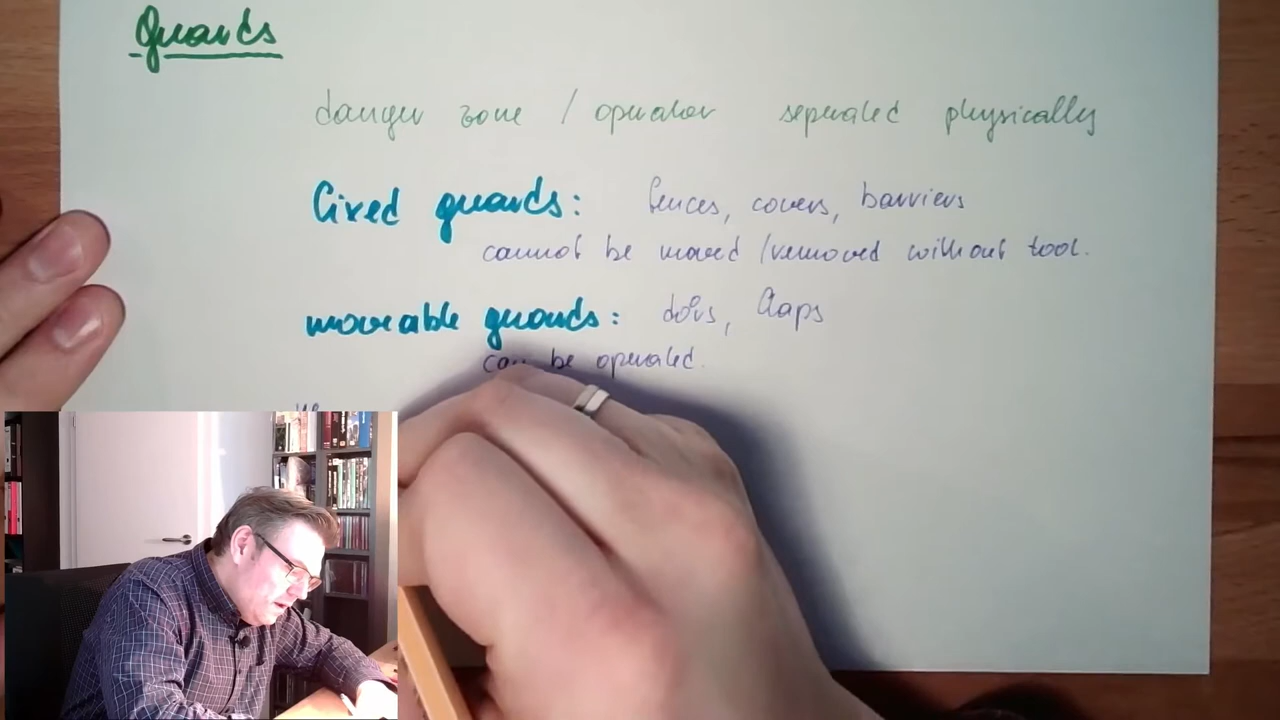 Guards
danger zone / operator seperated physically
fixed guards: fences, covers, barriers
cannot be moved /removed without tool.
moveable guards: doors, flaps
can be operated.